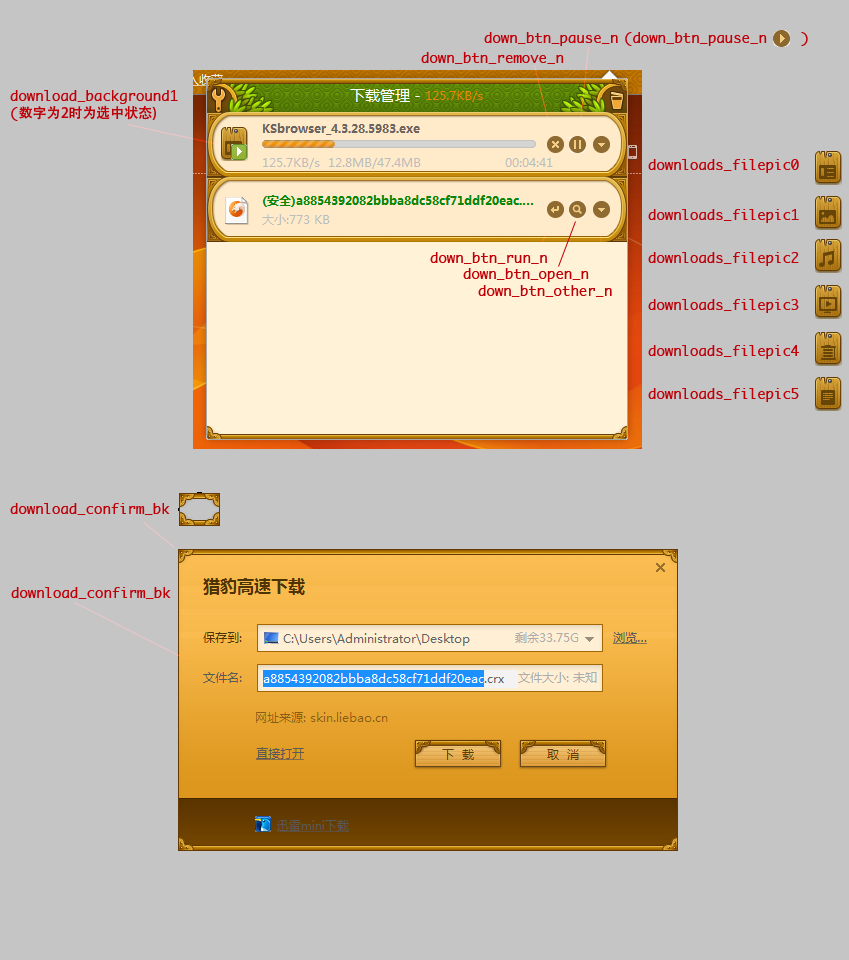 down_btn_pause_n (down_btn_pause_n )
down_btn_remove_n
收藏
download_background1
(数字为2时为选中状态)
下载管理 - 125.7KB/s
KSbrowser_4.3.28.5983.exe
125.7KB/s 12.8MB/47.4MB 00:04:41
(安全)a8854392082bbba8dc58cf71ddf20eac....
大小:773 KB
down_btn_run_n
down_btn_open_n
down_btn_other_n
downloads_filepic0
downloads_filepic1
downloads_filepic2
downloads_filepic3
downloads_filepic4
downloads_filepic5
download_confirm_bk
download_confirm_bk
猎豹高速下载
保存到: C:\Users\Administrator\Desktop 剩余33.75G 浏览...
文件名: a8854392082bbba8dc58cf71ddf20eac.crx 文件大小: 未知
网址来源: skin.liebao.cn
直接打开 下 载 取 消
迅雷mini下载